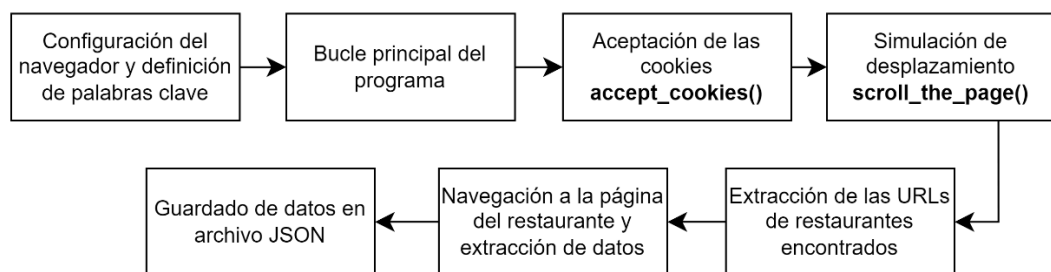 Configuración del
navegador y definición
de palabras clave
Bucle principal del
programa
Aceptación de las
cookies
accept_cookies()
Simulación de
desplazamiento
scroll_the_page()
Extracción de las URLs
de restaurantes
encontrados
Navegación a la página
del restaurante y
extracción de datos
Guardado de datos en
archivo JSON